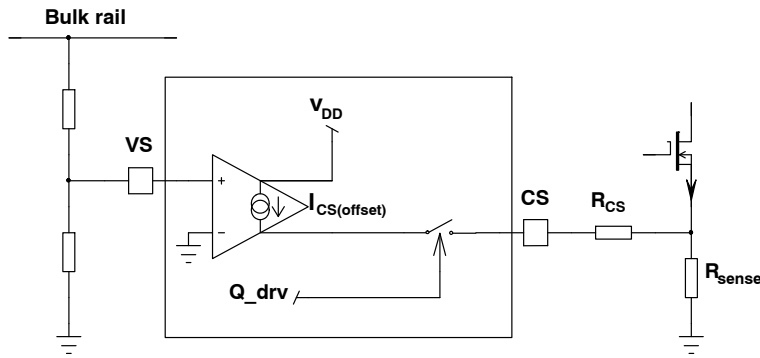 Bulk rail
VS
vDD
+
ICS(offset)
CS
RCS
−
Q_drv
Rsense